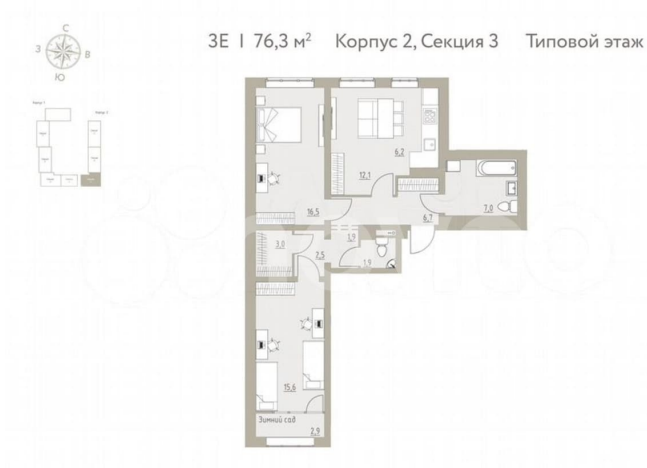 3Е | 76,3 м² Корпус 2, Секция 3 Типовой этаж
С
З В
Ю
6,2
12,1
16,5
6,7
7,0
1,9
3,0
2,5
1,9
15,6
Зимний сад
2,9